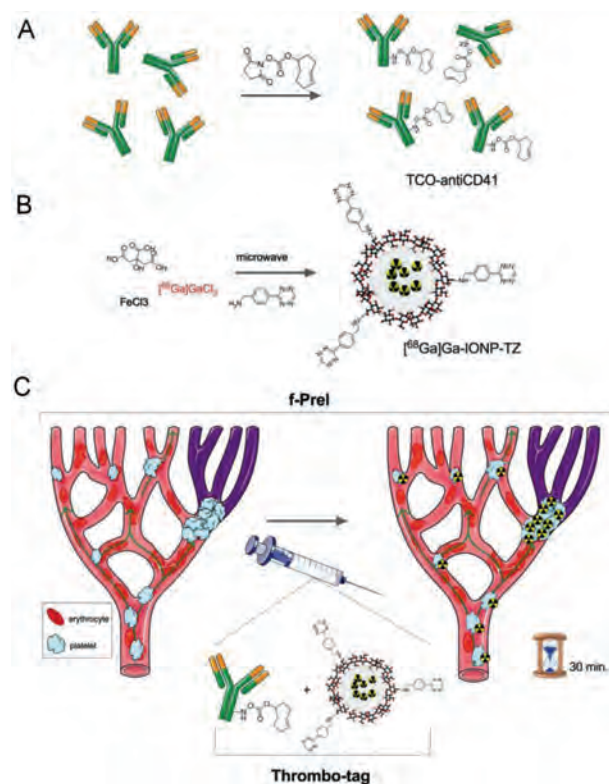 A
TCO-antiCD41
B
microwave
FeCl3
[⁶⁸Ga]GaCl₃
[⁶⁸Ga]Ga-IONP-TZ
C
f-Prel
erythrocyte
platelet
30 min.
+
Thrombo-tag